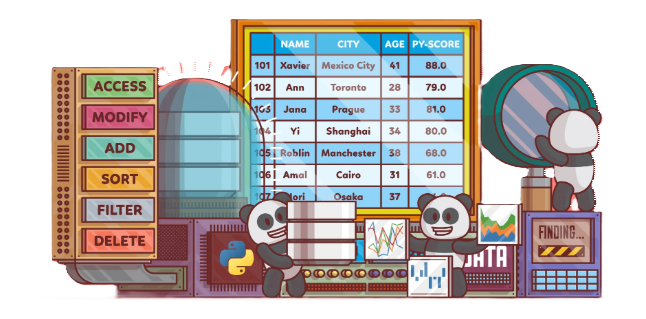 ACCESS
MODIFY
ADD
SORT
FILTER
DELETE
NAME CITY AGE PY-SCORE
101 Xavier Mexico City 41 88.0
102 Ann Toronto 28 79.0
103 Jana Prague 33 81.0
104 Yi Shanghai 34 80.0
105 Robin Manchester 38 68.0
106 Amal Cairo 31 61.0
107 Nori Osaka 37
FINDING...
DATA